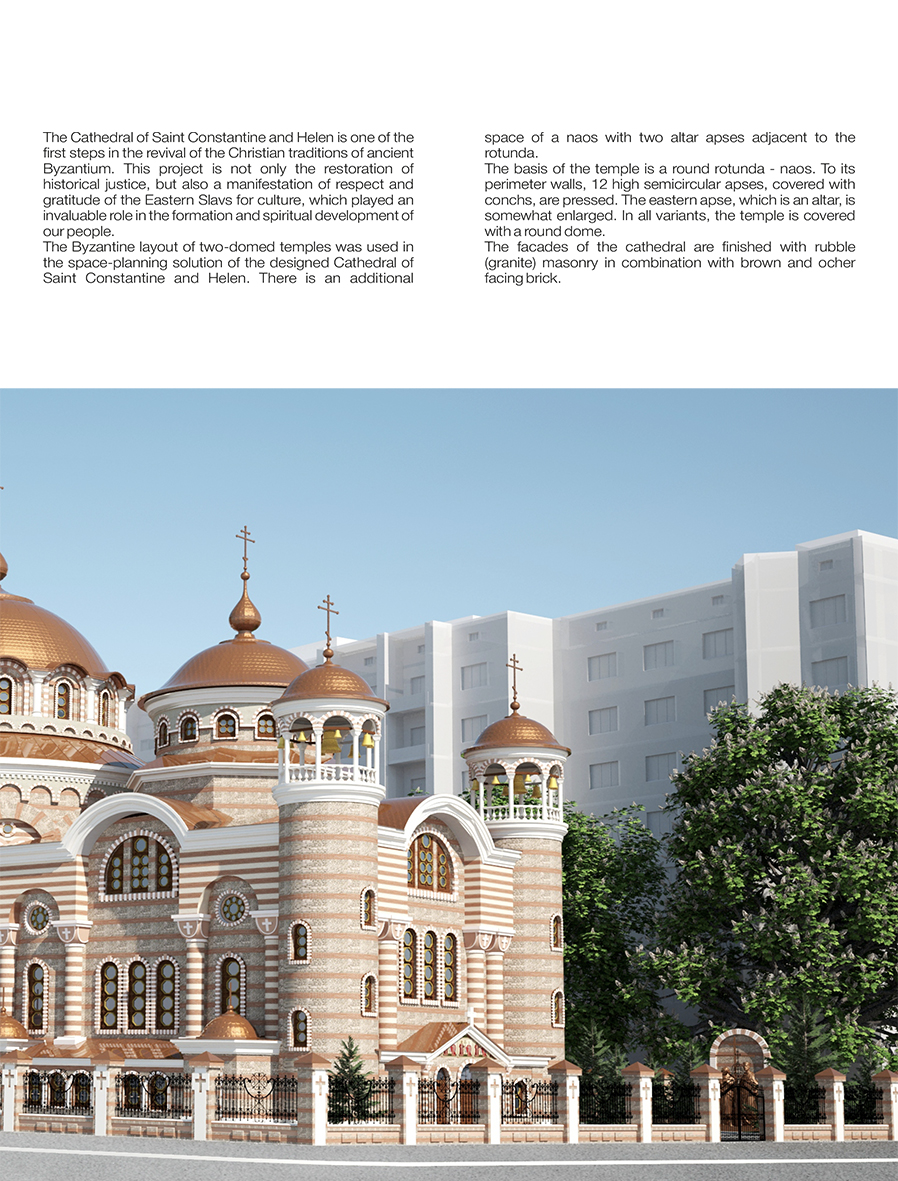 The Cathedral of Saint Constantine and Helen is one of the
first steps in the revival of the Christian traditions of ancient
Byzantium. This project is not only the restoration of
historical justice, but also a manifestation of respect and
gratitude of the Eastern Slavs for culture, which played an
invaluable role in the formation and spiritual development of
our people.
The Byzantine layout of two-domed temples was used in
the space-planning solution of the designed Cathedral of
Saint Constantine and Helen. There is an additional
space of a naos with two altar apses adjacent to the
rotunda.
The basis of the temple is a round rotunda - naos. To its
perimeter walls, 12 high semicircular apses, covered with
conchs, are pressed. The eastern apse, which is an altar, is
somewhat enlarged. In all variants, the temple is covered
with a round dome.
The facades of the cathedral are finished with rubble
(granite) masonry in combination with brown and ocher
facing brick.